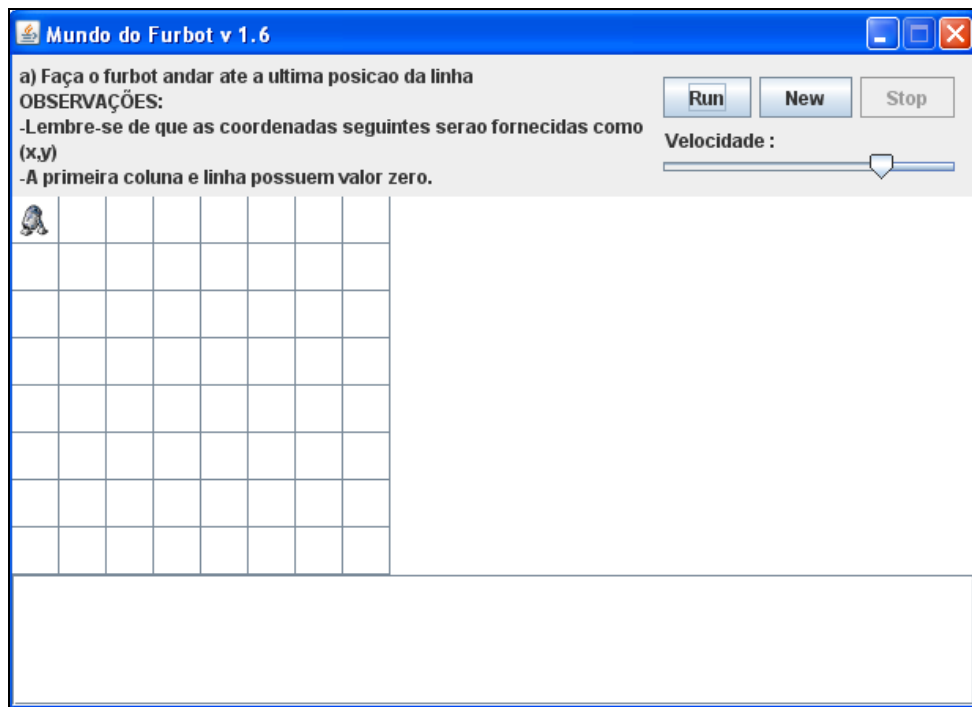 Mundo do Furbot v 1.6
a) Faça o furbot andar ate a ultima posicao da linha
OBSERVAÇÕES:
-Lembre-se de que as coordenadas seguintes serao fornecidas como
(x,y)
-A primeira coluna e linha possuem valor zero.
Run
New
Stop
Velocidade :